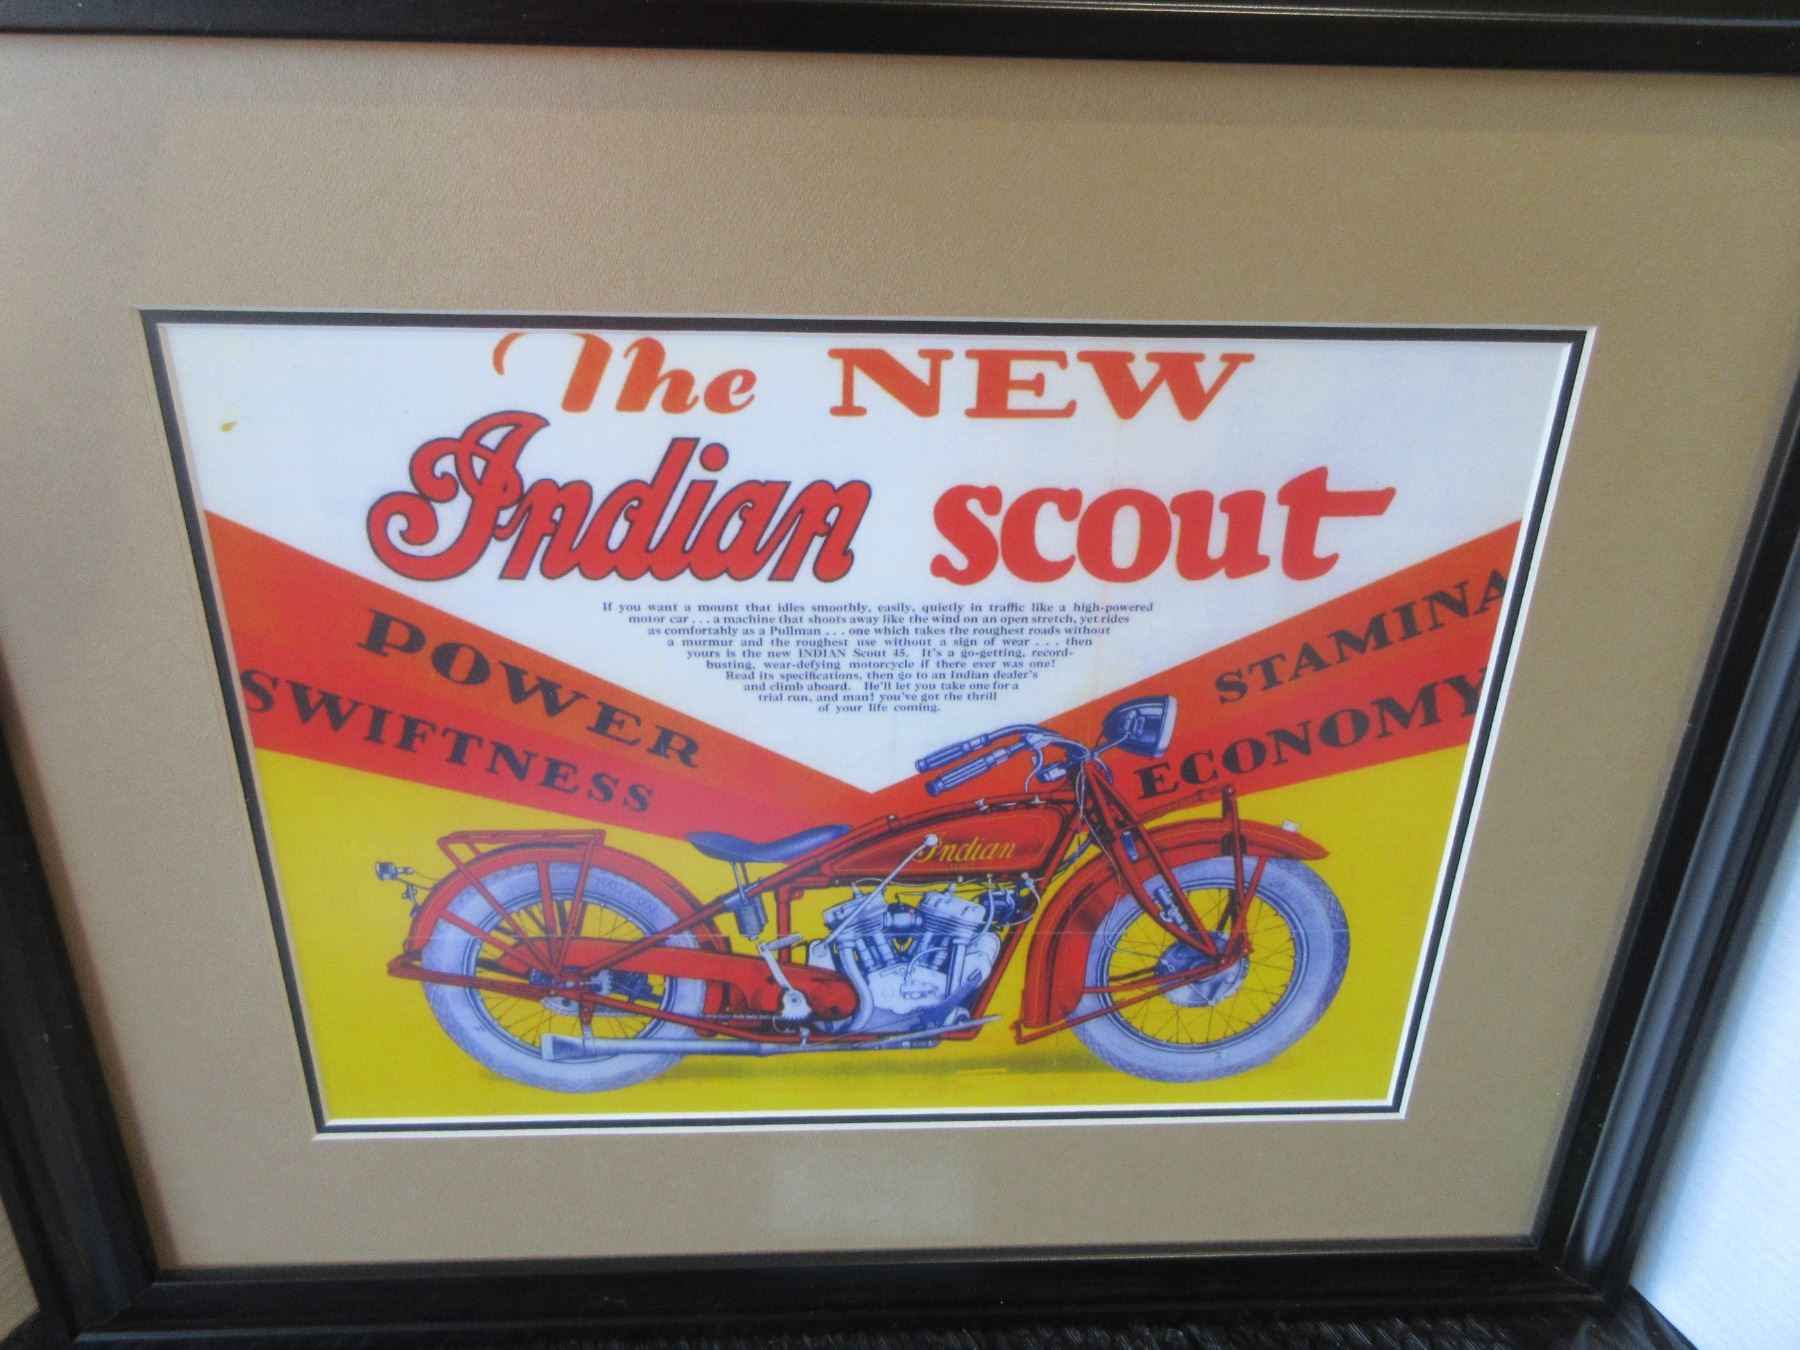 The NEW
Indian Scout
If you want a mount that idles smoothly, easily, quietly in traffic like a high-powered
motor car . . . a machine that shoots away like the wind on an open stretch, yet rides
as comfortably as a Pullman . . . one which takes the roughest roads without
a murmur and the roughest use without a sign of wear . . . then
yours is the new INDIAN Scout 45. It's a go-getting, record-
busting, wear-defying motorcycle if there ever was one!
Read its specifications, then go to an Indian dealer's
and climb aboard. He'll let you take one for a
trial run, and man! you've got the thrill
of your life coming.
POWER
SWIFTNESS
STAMINA
ECONOMY
Indian